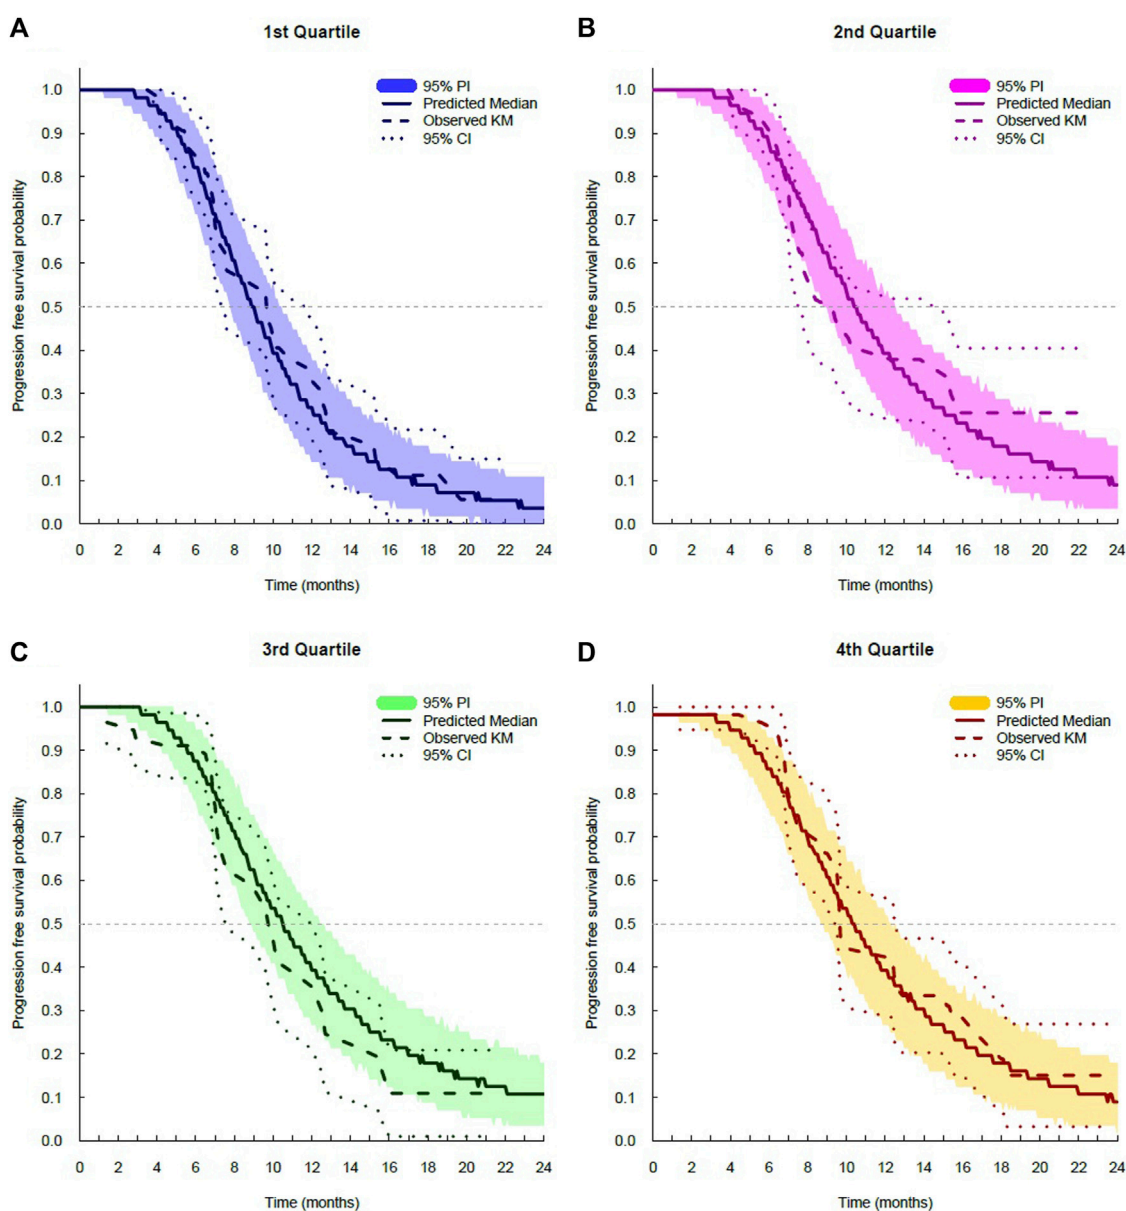 A
1st Quartile
Progression free survival probability
1.0
0.9
0.8
0.7
0.6
0.5
0.4
0.3
0.2
0.1
0.0
95% PI
Predicted Median
Observed KM
95% CI
0 2 4 6 8 10 12 14 16 18 20 22 24
Time (months)
B
2nd Quartile
Progression free survival probability
1.0
0.9
0.8
0.7
0.6
0.5
0.4
0.3
0.2
0.1
0.0
95% PI
Predicted Median
Observed KM
95% CI
0 2 4 6 8 10 12 14 16 18 20 22 24
Time (months)
C
3rd Quartile
Progression free survival probability
1.0
0.9
0.8
0.7
0.6
0.5
0.4
0.3
0.2
0.1
0.0
95% PI
Predicted Median
Observed KM
95% CI
0 2 4 6 8 10 12 14 16 18 20 22 24
Time (months)
D
4th Quartile
Progression free survival probability
1.0
0.9
0.8
0.7
0.6
0.5
0.4
0.3
0.2
0.1
0.0
95% PI
Predicted Median
Observed KM
95% CI
0 2 4 6 8 10 12 14 16 18 20 22 24
Time (months)